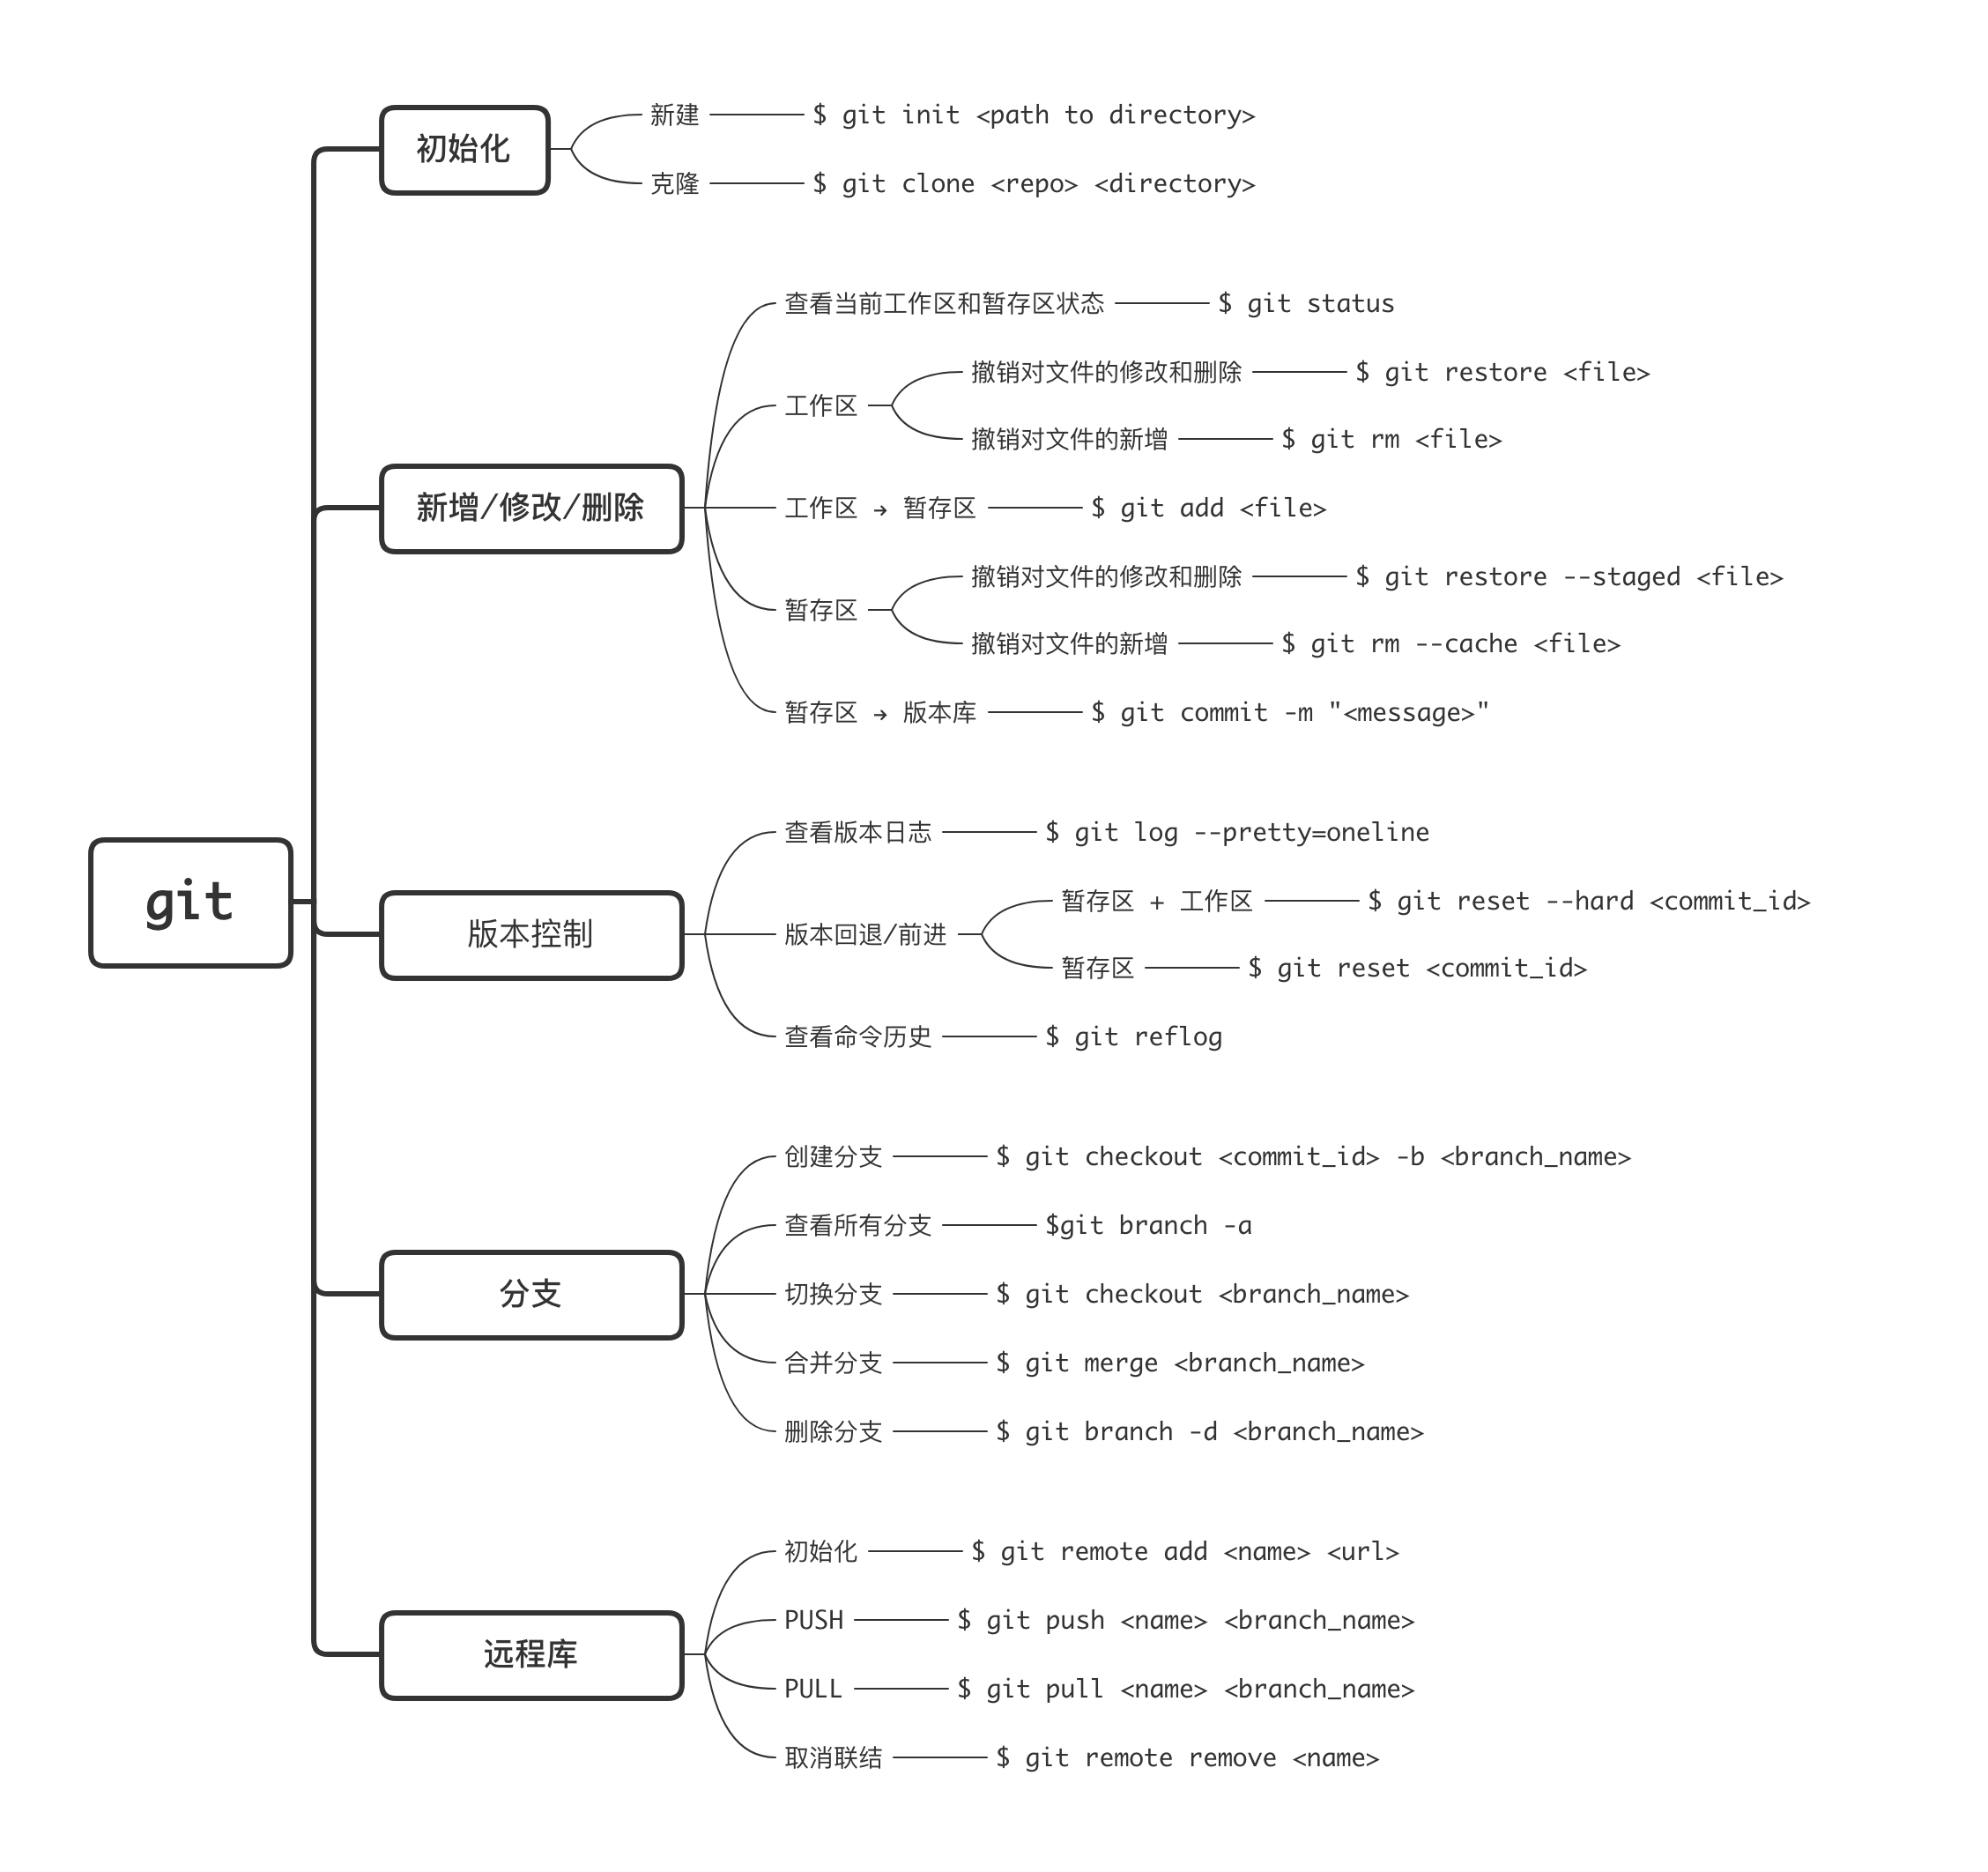 git
初始化
新建
$ git init <path to directory>
克隆
$ git clone <repo> <directory>
新增/修改/删除
查看当前工作区和暂存区状态
$ git status
工作区
撤销对文件的修改和删除
$ git restore <file>
撤销对文件的新增
$ git rm <file>
工作区 → 暂存区
$ git add <file>
暂存区
撤销对文件的修改和删除
$ git restore --staged <file>
撤销对文件的新增
$ git rm --cache <file>
暂存区 → 版本库
$ git commit -m "<message>"
版本控制
查看版本日志
$ git log --pretty=oneline
版本回退/前进
暂存区 + 工作区
$ git reset --hard <commit_id>
暂存区
$ git reset <commit_id>
查看命令历史
$ git reflog
分支
创建分支
$ git checkout <commit_id> -b <branch_name>
查看所有分支
$git branch -a
切换分支
$ git checkout <branch_name>
合并分支
$ git merge <branch_name>
删除分支
$ git branch -d <branch_name>
远程库
初始化
$ git remote add <name> <url>
PUSH
$ git push <name> <branch_name>
PULL
$ git pull <name> <branch_name>
取消联结
$ git remote remove <name>